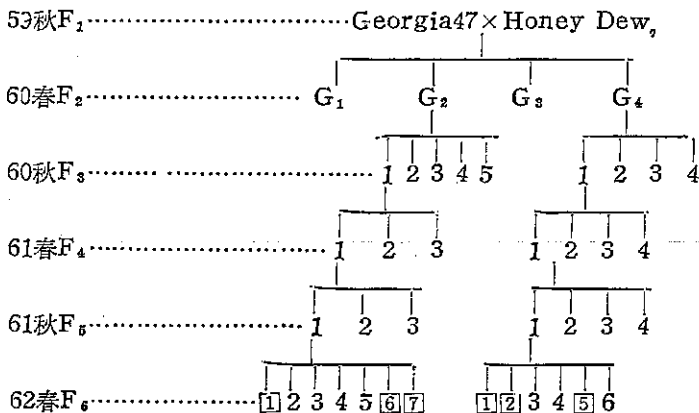 59秋F₁ Georgia47×Honey Dew,
60春F₂ G₁ G₂ G₃ G₄
60秋F₃ 1 2 3 4 5 1 2 3 4
61春F₄ 1 2 3 1 2 3 4
61秋F₅ 1 2 3 1 2 3 4
62春F₆ 1 2 3 4 5 6 7 1 2 3 4 5 6